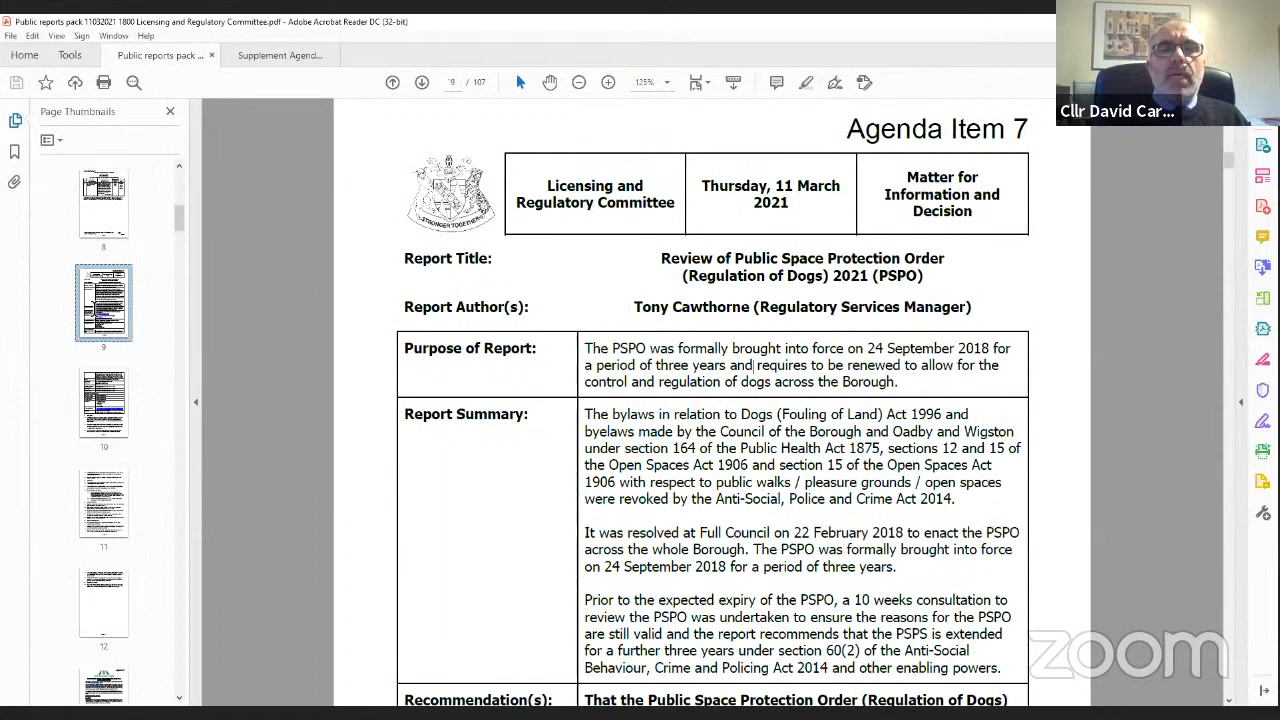 Public reports pack 11032021 1800 Licensing and Regulatory Committee.pdf - Adobe Acrobat Reader DC (32-bit)
File Edit View Sign Window Help
Home Tools Public reports pack ... × Supplement Agend...
/ 107 125%
Page Thumbnails
8
9
10
11
12
Cllr David Car...
Agenda Item 7
STRONGER TOGETHER
Licensing and
Regulatory Committee
Thursday, 11 March
2021
Matter for
Information and
Decision
Report Title: Review of Public Space Protection Order
(Regulation of Dogs) 2021 (PSPO)
Report Author(s): Tony Cawthorne (Regulatory Services Manager)
Purpose of Report: The PSPO was formally brought into force on 24 September 2018 for
a period of three years and requires to be renewed to allow for the
control and regulation of dogs across the Borough.
Report Summary: The bylaws in relation to Dogs (Fouling of Land) Act 1996 and
byelaws made by the Council of the Borough and Oadby and Wigston
under section 164 of the Public Health Act 1875, sections 12 and 15 of
the Open Spaces Act 1906 and section 15 of the Open Spaces Act
1906 with respect to public walks / pleasure grounds / open spaces
were revoked by the Anti-Social, Police and Crime Act 2014.
It was resolved at Full Council on 22 February 2018 to enact the PSPO
across the whole Borough. The PSPO was formally brought into force
on 24 September 2018 for a period of three years.
Prior to the expected expiry of the PSPO, a 10 weeks consultation to
review the PSPO was undertaken to ensure the reasons for the PSPO
are still valid and the report recommends that the PSPS is extended
for a further three years under section 60(2) of the Anti-Social
Behaviour, Crime and Policing Act 2014 and other enabling powers.
Recommendation(s): That the Public Space Protection Order (Regulation of Dogs)
zoom